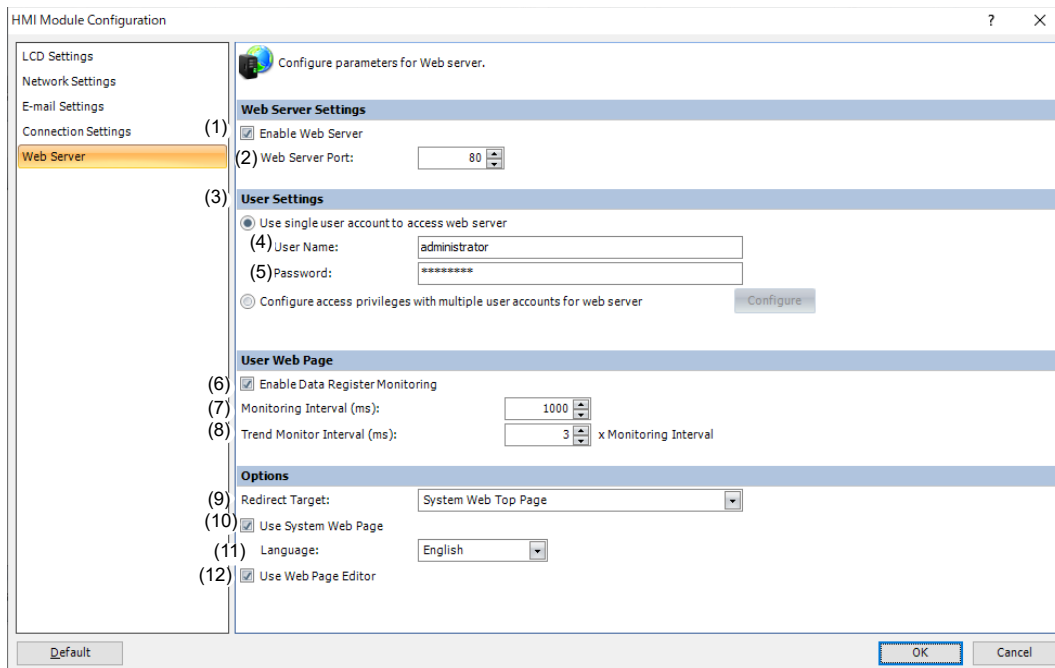 HMI Module Configuration ? X
LCD Settings
Network Settings
E-mail Settings
Connection Settings
Web Server
Configure parameters for Web server.
Web Server Settings
(1) Enable Web Server
(2) Web Server Port: 80
(3) User Settings
Use single user account to access web server
(4) User Name: administrator
(5) Password: ********
Configure access privileges with multiple user accounts for web server Configure
User Web Page
(6) Enable Data Register Monitoring
(7) Monitoring Interval (ms): 1000
(8) Trend Monitor Interval (ms): 3 x Monitoring Interval
Options
(9) Redirect Target: System Web Top Page
(10) Use System Web Page
(11) Language: English
(12) Use Web Page Editor
Default OK Cancel